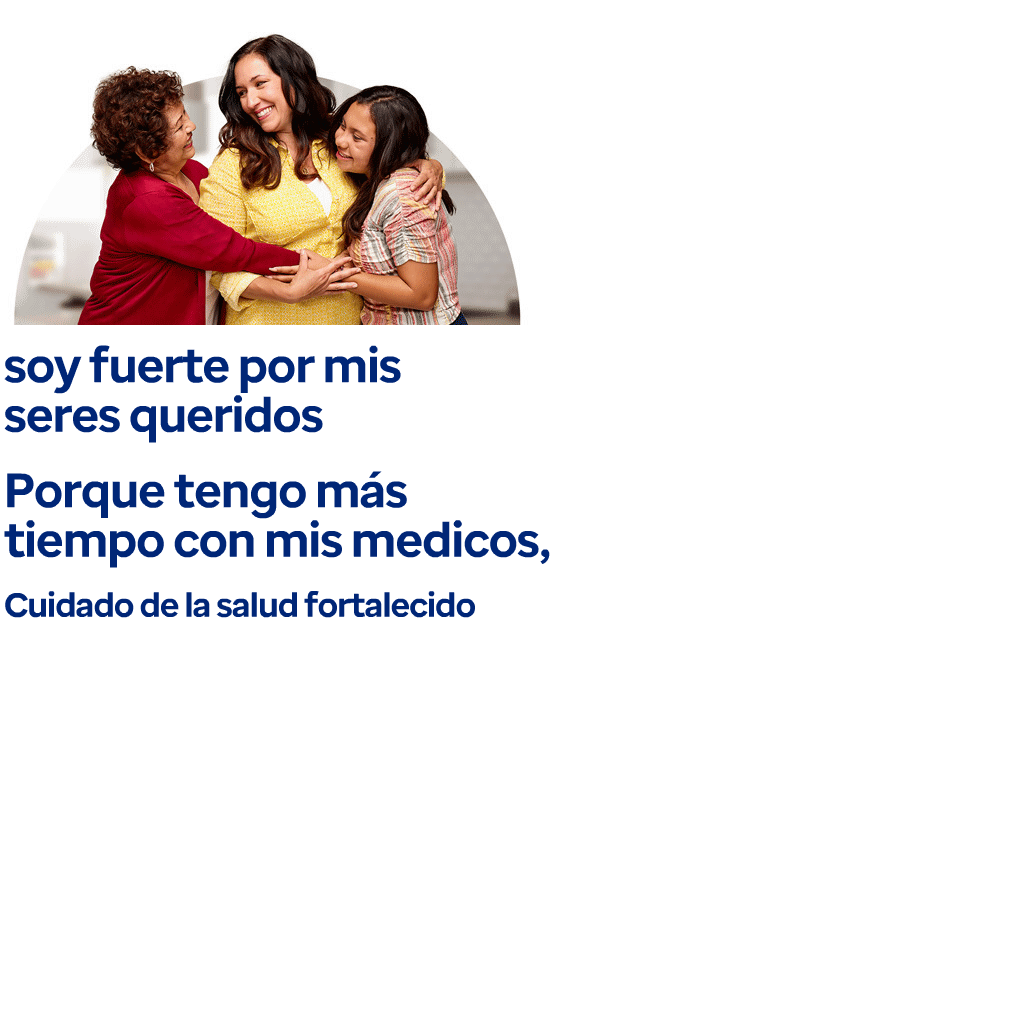 soy fuerte por mis
seres queridos
Porque tengo más
tiempo con mis medicos,
Cuidado de la salud fortalecido